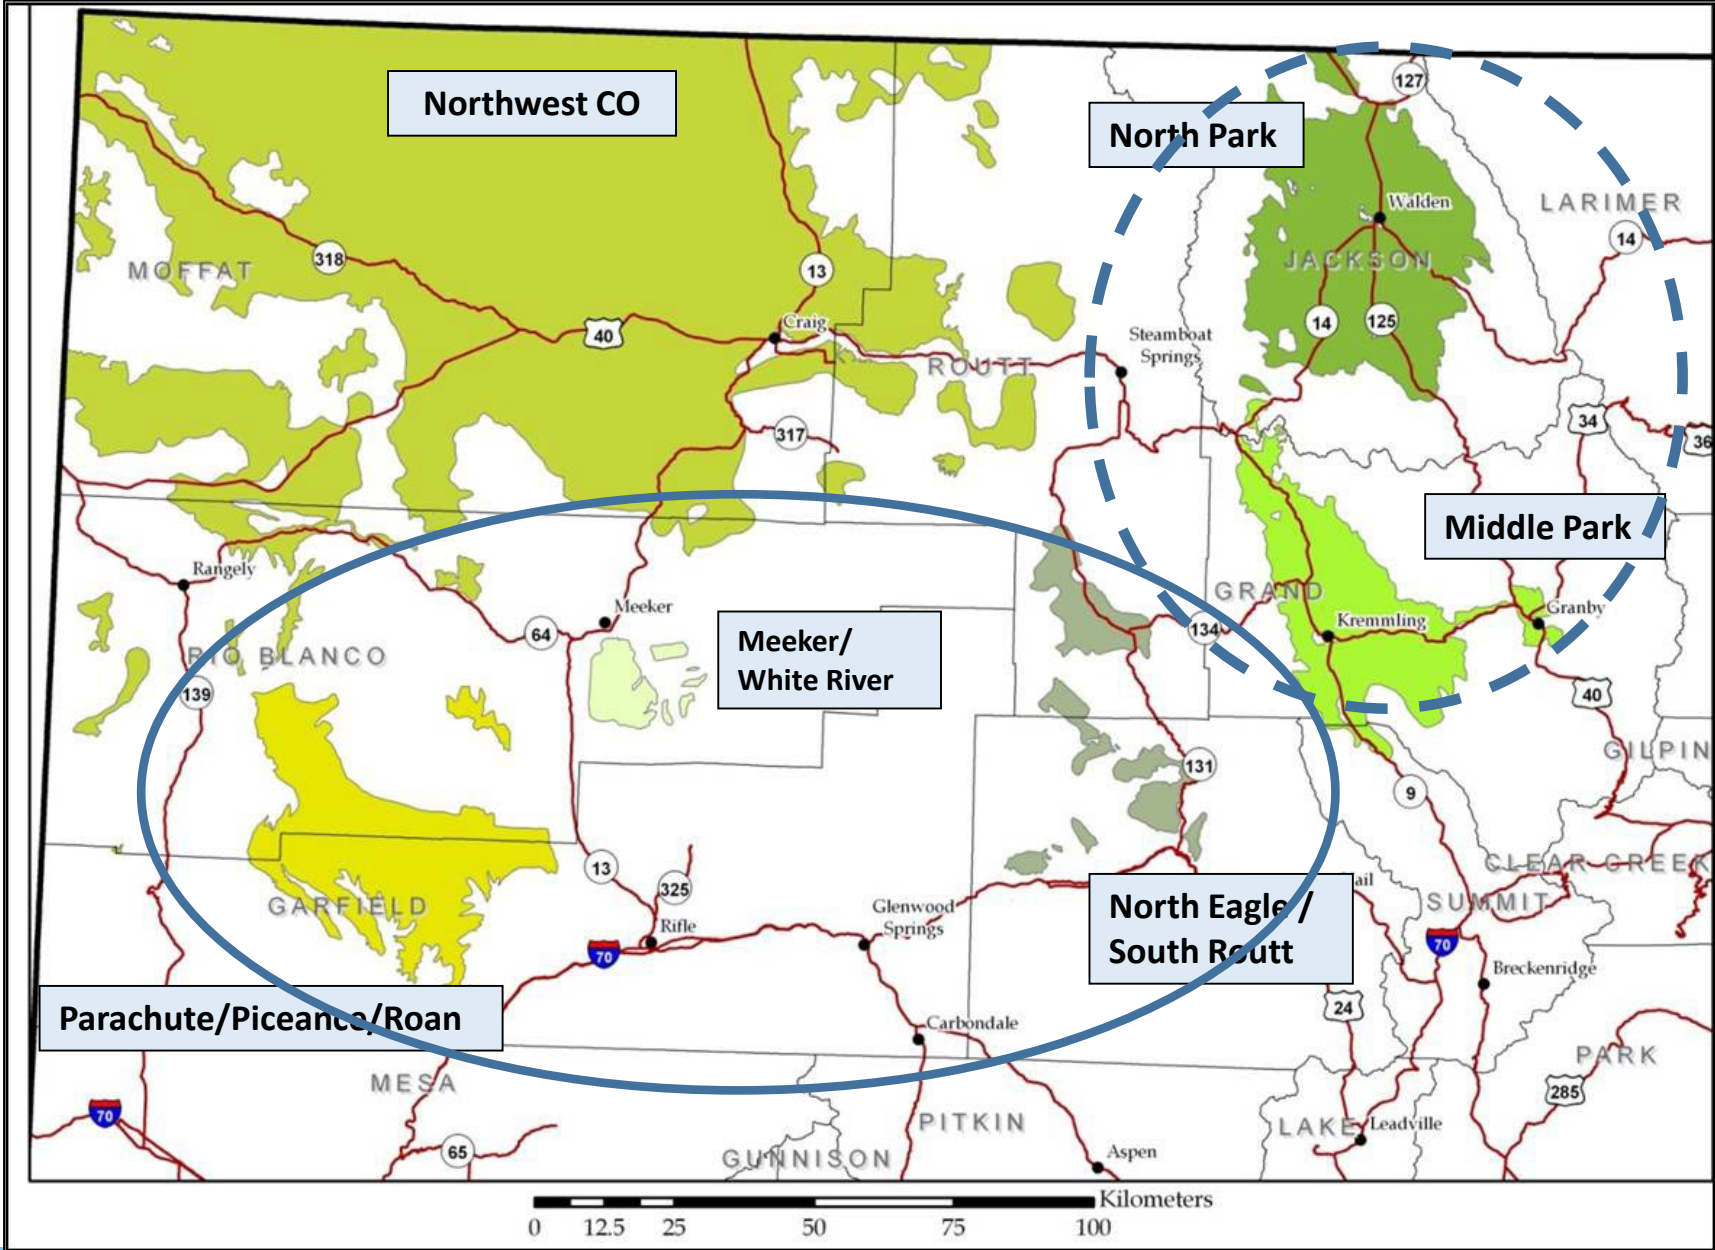 Northwest CO
127
North Park
LARIMER
Walden
14
318
MOFFAT
13
JACKSON
40
Craig
14
125
Steamboat
Springs
ROUTT
34
36
317
Middle Park
Rangely
Meeker
64
GRAND
Granby
Kremmling
134
Meeker/
White River
RIO BLANCO
139
40
GILPIN
131
9
13
325
CLEAR CREEK
SUMMIT
GARFIELD
Glenwood
Springs
North Eagle /
South Routt
Rifle
70
70
Breckenridge
24
Parachute/Piceance/Roan
Carbondale
PARK
MESA
285
70
PITKIN
LAKE
Leadville
65
GUNNISON
Aspen
Kilometers
0 12.5 25 50 75 100